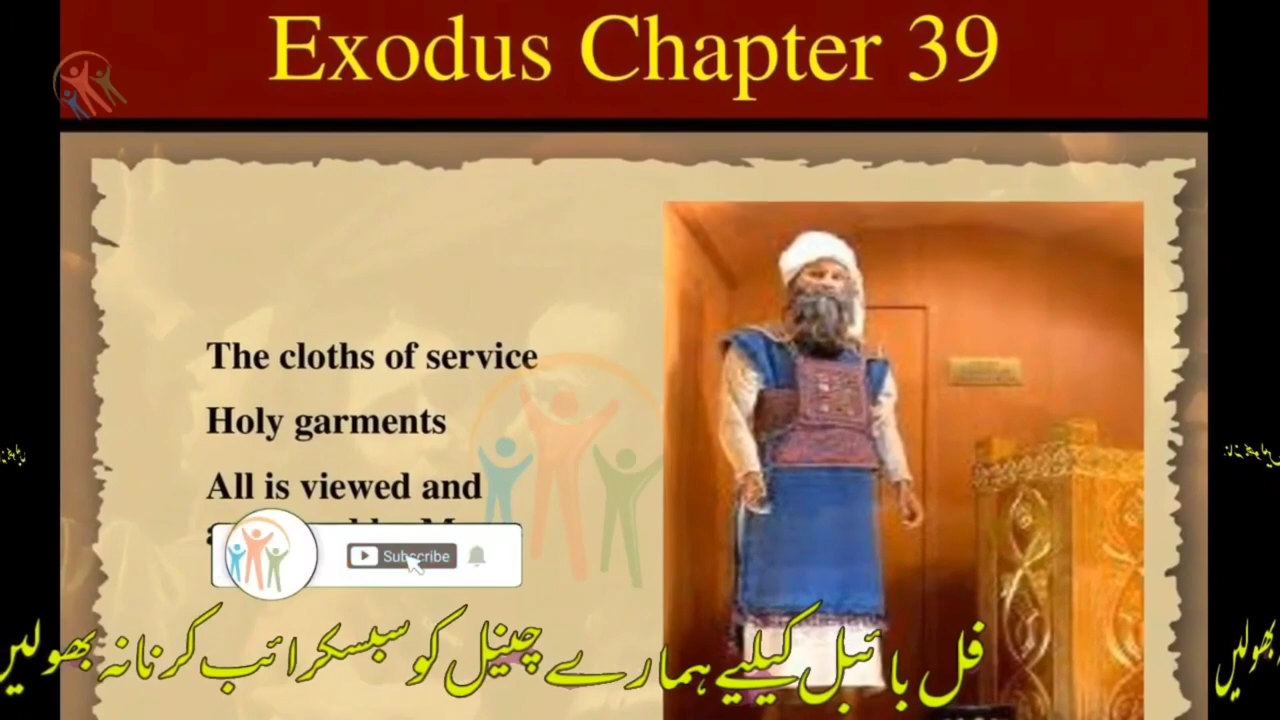 Exodus Chapter 39
The cloths of service
Holy garments
All is viewed and
Subscribe
فل بائبل کیلیے ہمارے چینل کو سبسکرائب کرنا نہ بھولیں
بھولیں